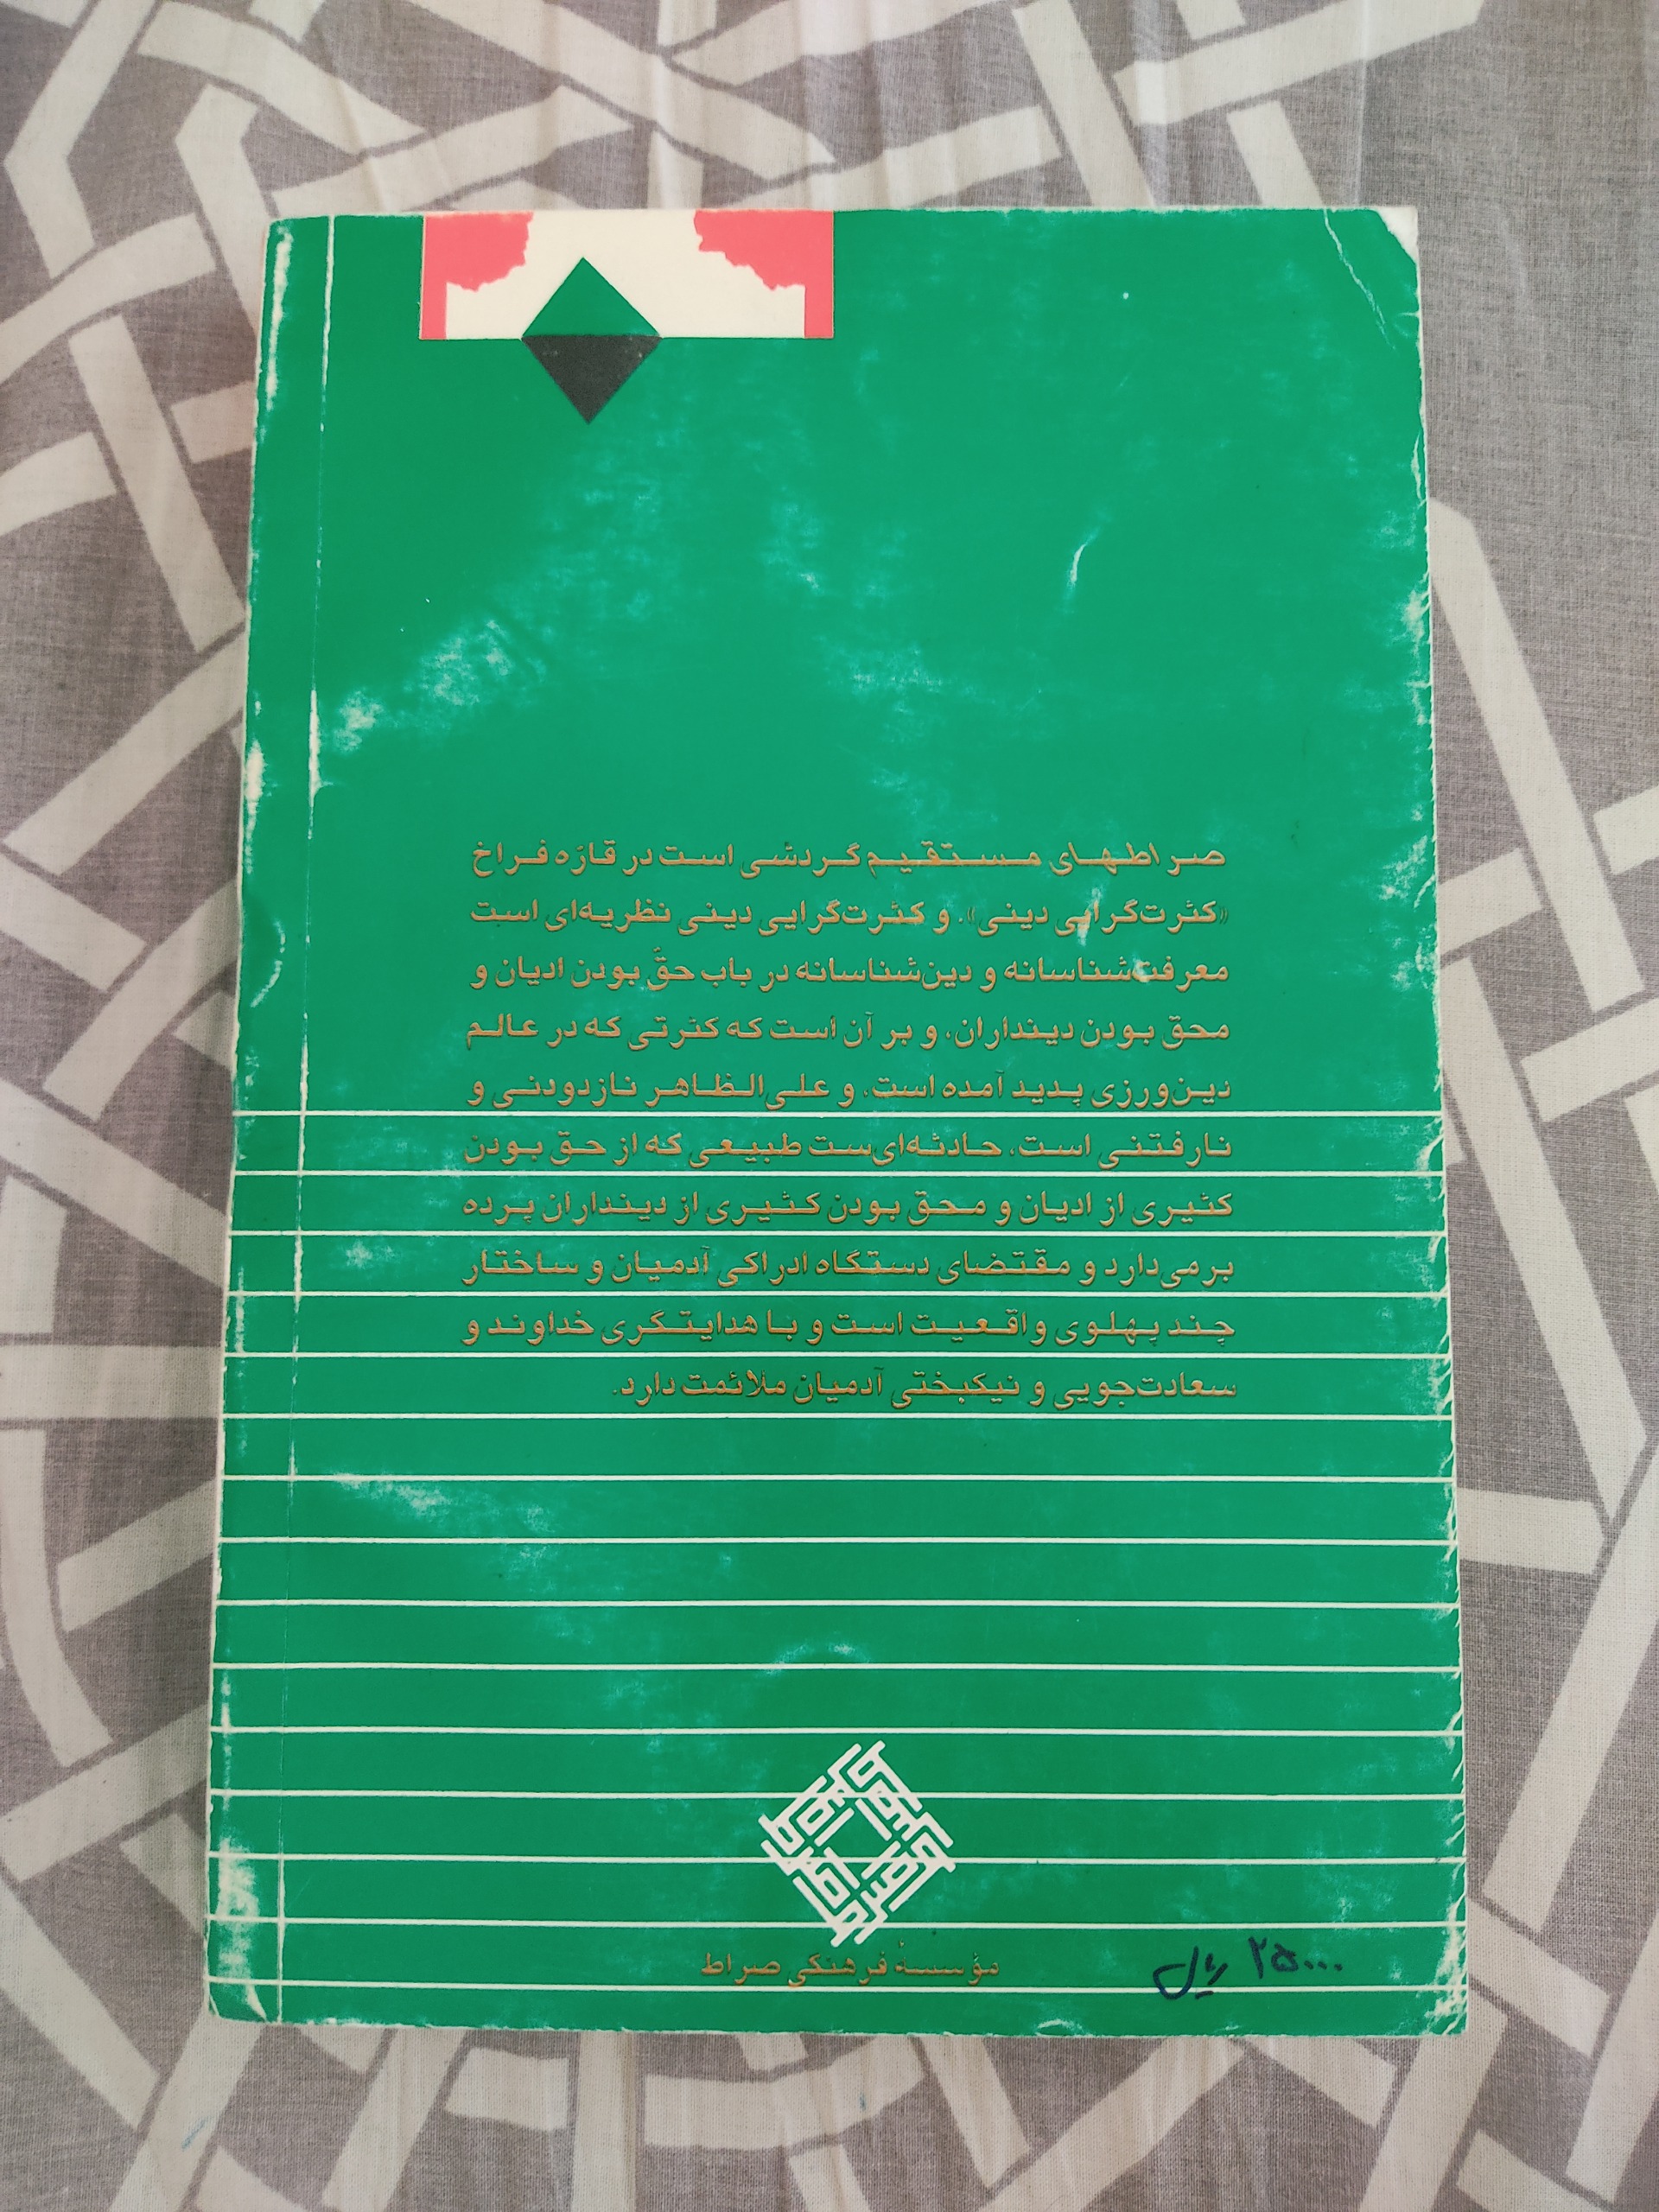 صراطهای مستقیم گردشی است در قارّه فراخ
«کثرت‌گرایی دینی». و کثرت‌گرایی دینی نظریه‌ای است
معرفت‌شناسانه و دین‌شناسانه در باب حقّ بودن ادیان و
محق بودن دینداران، و بر آن است که کثرتی که در عالم
دین‌ورزی پدید آمده است، و علی‌الظاهر نازدودنی و
نارفتنی است، حادثه‌ای‌ست طبیعی که از حق بودن
کثیری از ادیان و محق بودن کثیری از دینداران پرده
برمی‌دارد و مقتضای دستگاه ادراکی آدمیان و ساختار
چند پهلوی واقعیت است و با هدایتگری خداوند و
سعادت‌جویی و نیکبختی آدمیان ملائمت دارد.
مؤسسهٔ فرهنگی صراط
۲۵۰۰۰ ریال